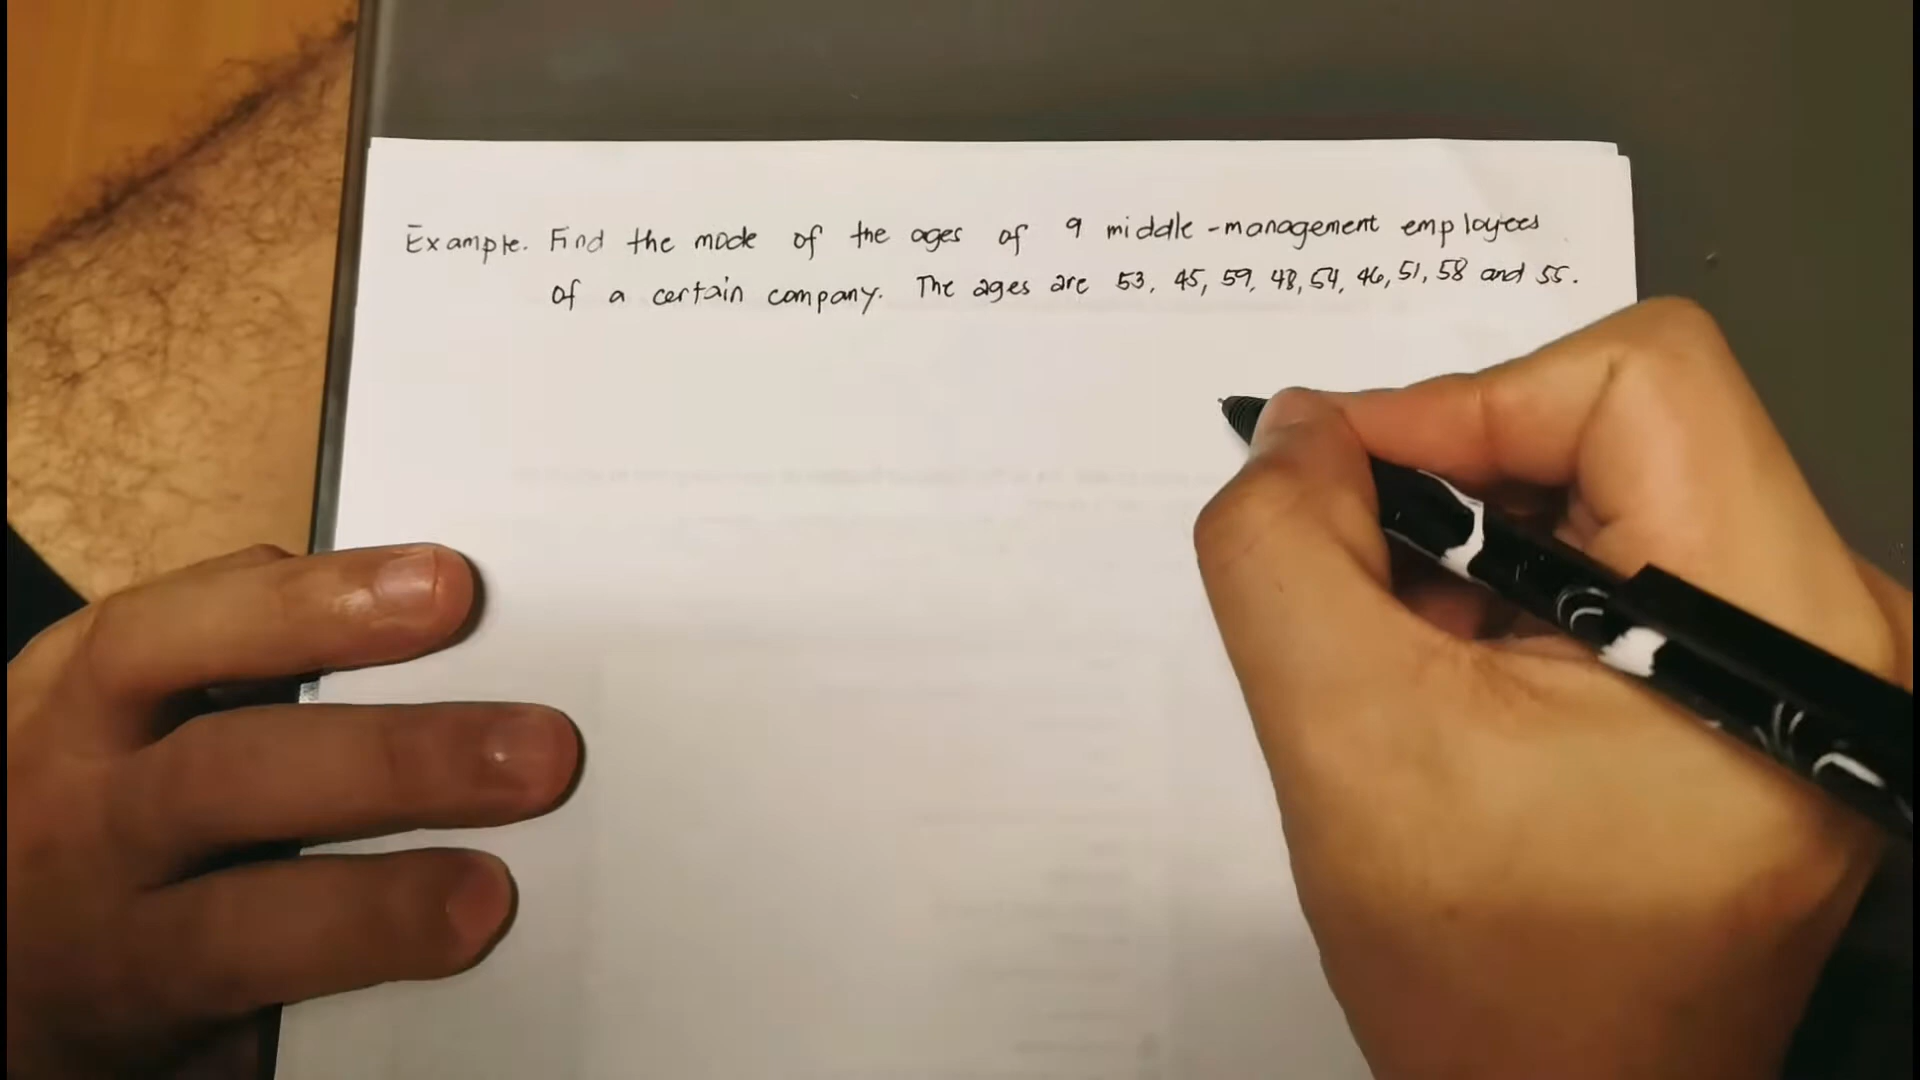 Example. Find the mode of the ages of 9 middle-management employees
of a certain company. The ages are 53, 45, 59, 48, 54, 46, 51, 58 and 55.